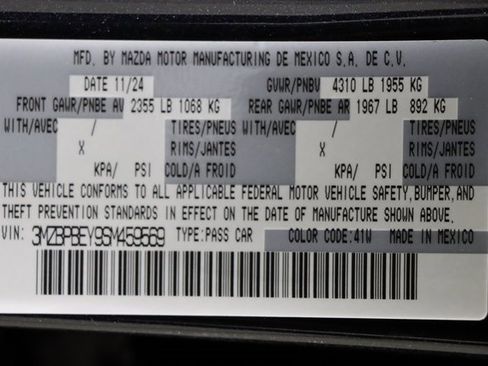 MFD. BY MAZDA MOTOR MANUFACTURING DE MEXICO S.A. DE C.V.
DATE 11/24 GVWR/PNBV 4310 LB 1955 KG
FRONT GAWR/PNBE AV 2355 LB 1068 KG REAR GAWR/PNBE AR 1967 LB 892 KG
WITH/AVEC / TIRES/PNEUS WITH/AVEC / TIRES/PNEUS
X RIMS/JANTES X RIMS/JANTES
KPA/ PSI COLD/A FROID KPA/ PSI COLD/A FROID
THIS VEHICLE CONFORMS TO ALL APPLICABLE FEDERAL MOTOR VEHICLE SAFETY, BUMPER, AND
THEFT PREVENTION STANDARDS IN EFFECT ON THE DATE OF MANUFACTURE SHOWN ABOVE.
VIN: 3MZBPBEY9SM459569 TYPE:PASS CAR COLOR CODE:41W MADE IN MEXICO